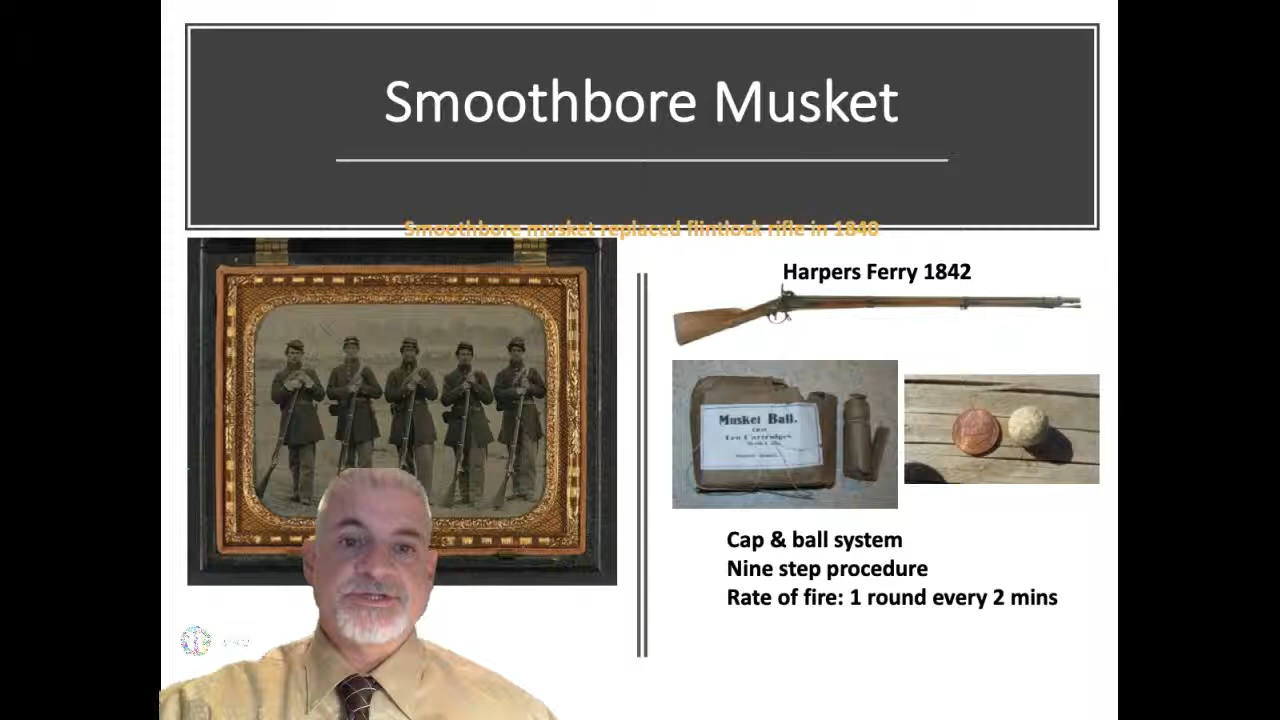 Smoothbore Musket
Smoothbore musket replaced flintlock rifle in 1840
Harpers Ferry 1842
Musket Ball.
Ten Cartridges
Cap & ball system
Nine step procedure
Rate of fire: 1 round every 2 mins